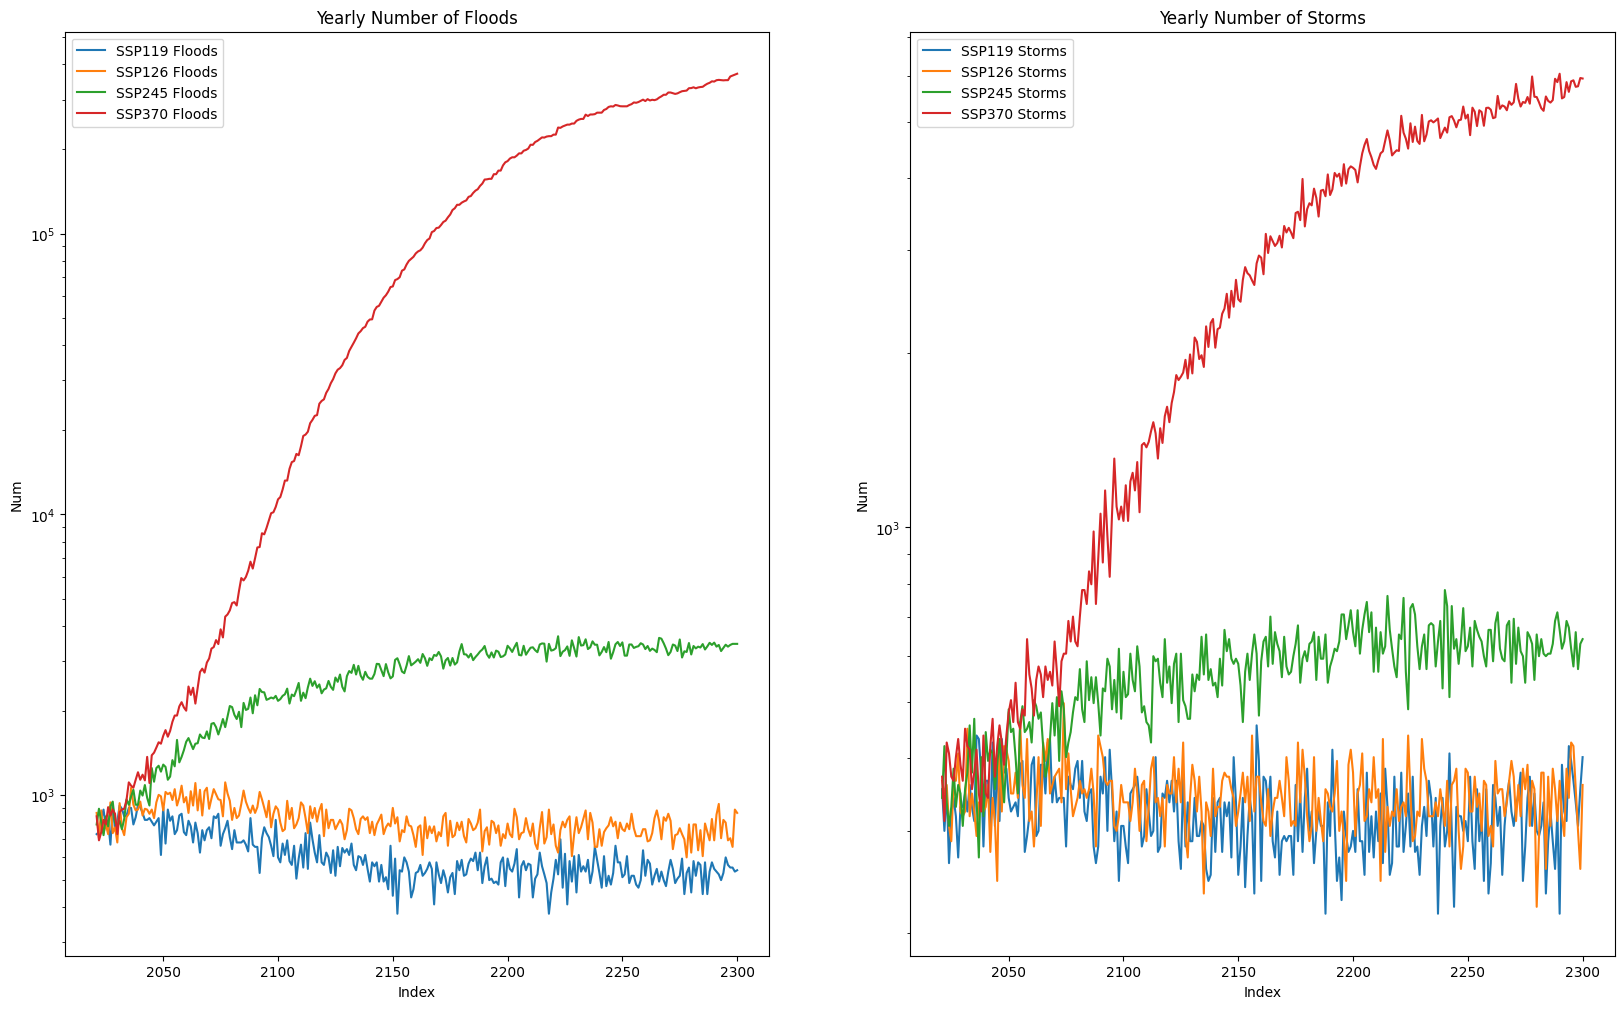 Yearly Number of Floods
SSP119 Floods
SSP126 Floods
SSP245 Floods
SSP370 Floods
Num
10^5
10^4
10^3
2050 2100 2150 2200 2250 2300
Index
Yearly Number of Storms
SSP119 Storms
SSP126 Storms
SSP245 Storms
SSP370 Storms
Num
10^3
2050 2100 2150 2200 2250 2300
Index